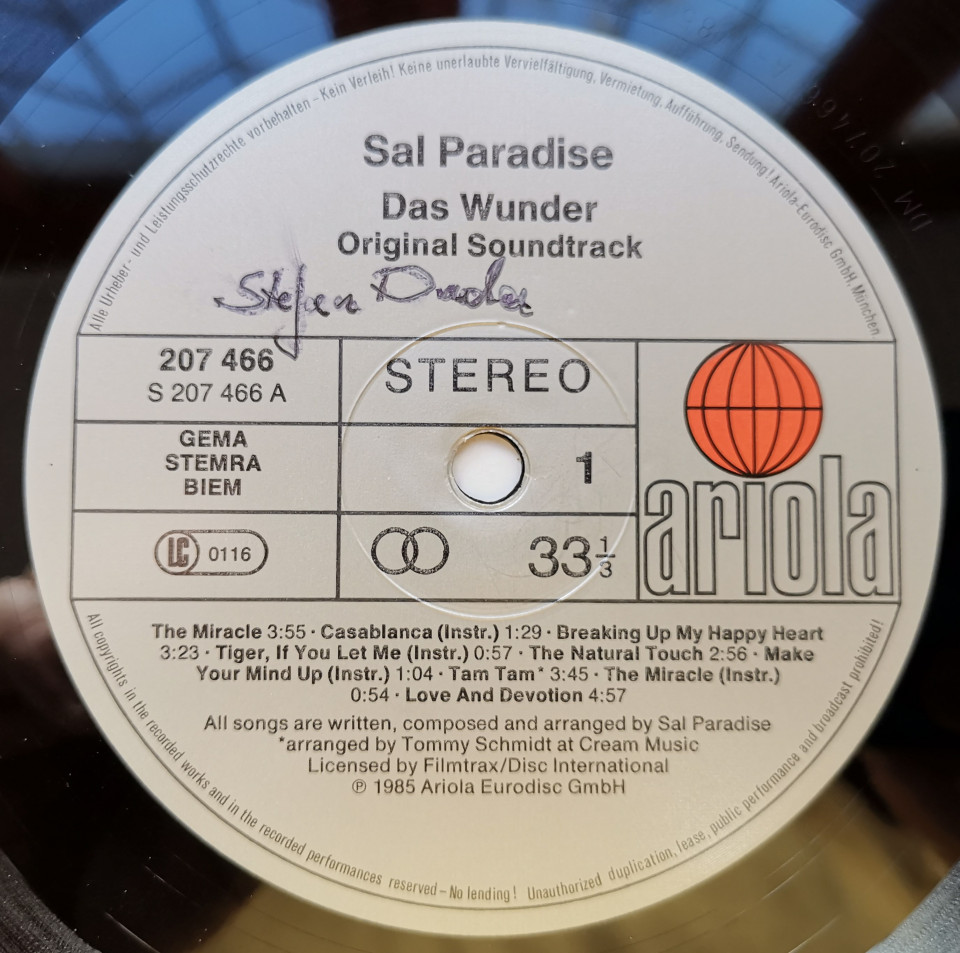 Alle Urheber- und Leistungsschutzrechte vorbehalten – Kein Verleih! Keine unerlaubte Vervielfältigung, Vermietung, Aufführung, Sendung! Ariola-Eurodisc GmbH, München.
Sal Paradise
Das Wunder
Original Soundtrack
207 466
S 207 466 A
STEREO
GEMA
STEMRA
BIEM
1
LC 0116
33 1/3
ariola
The Miracle 3:55 · Casablanca (Instr.) 1:29 · Breaking Up My Happy Heart
3:23 · Tiger, If You Let Me (Instr.) 0:57 · The Natural Touch 2:56 · Make
Your Mind Up (Instr.) 1:04 · Tam Tam* 3:45 · The Miracle (Instr.)
0:54 · Love And Devotion 4:57
All songs are written, composed and arranged by Sal Paradise
*arranged by Tommy Schmidt at Cream Music
Licensed by Filmtrax/Disc International
℗ 1985 Ariola Eurodisc GmbH
All copyrights in the recorded works and in the recorded performances reserved – No lending! Unauthorized duplication, lease, public performance and broadcast prohibited!